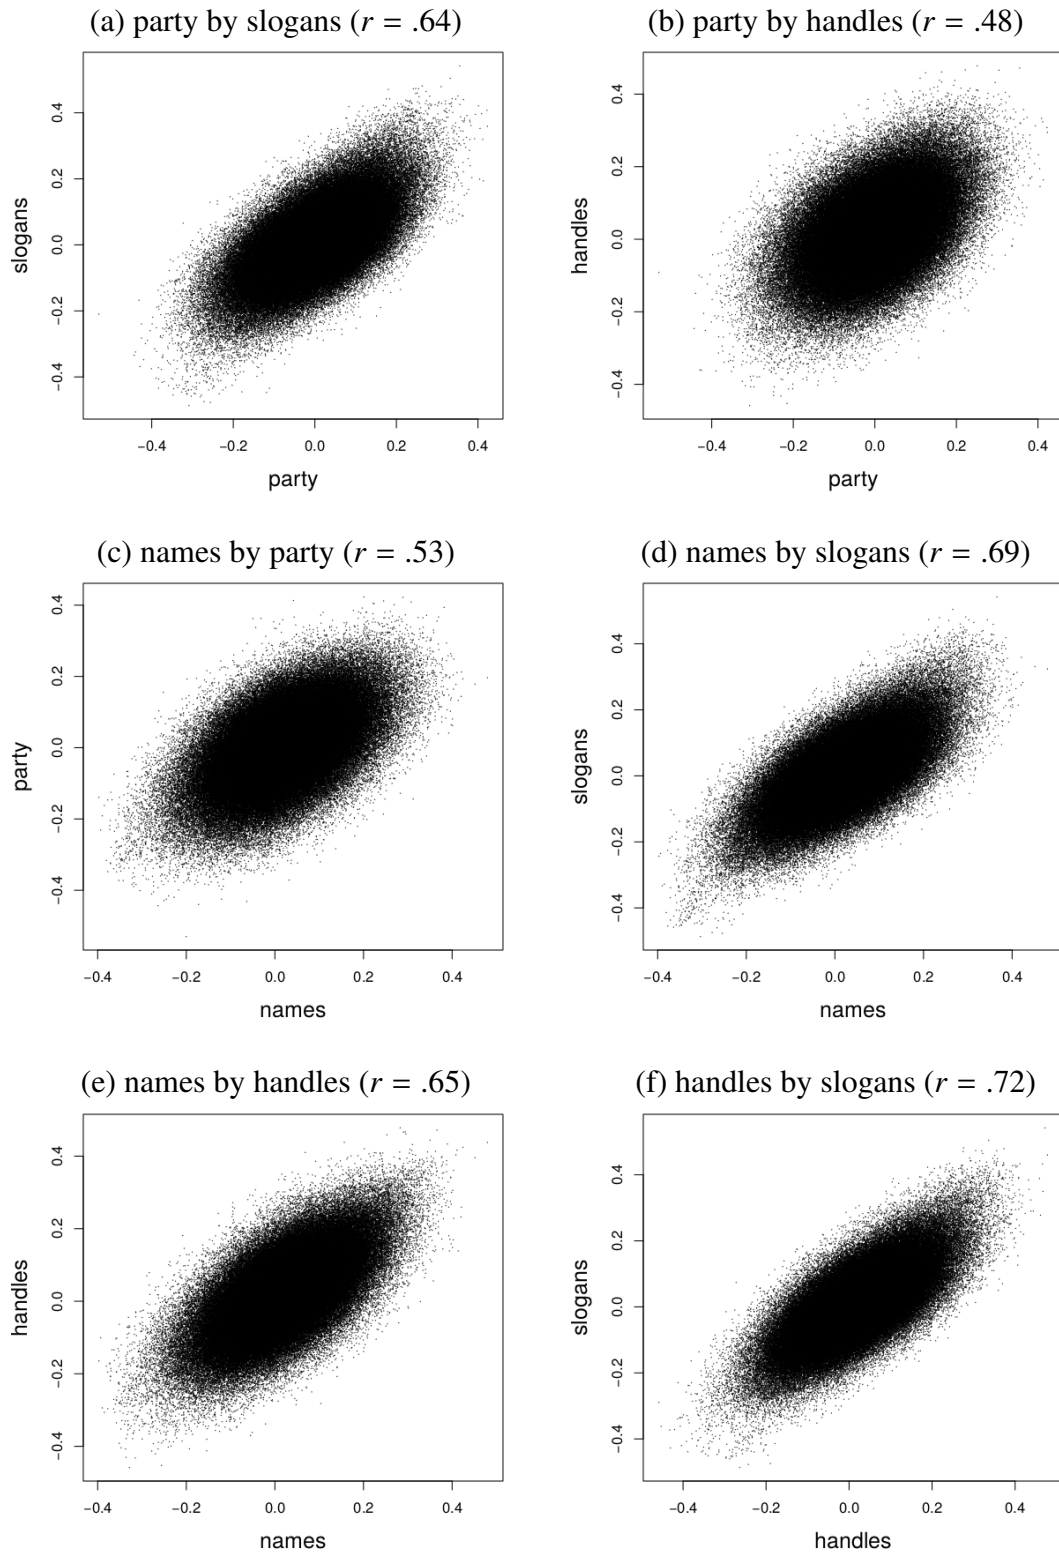 (a) party by slogans (r = .64)
0.4
0.2
0.0
−0.2
−0.4
slogans
−0.4 −0.2 0.0 0.2 0.4
party
(b) party by handles (r = .48)
0.4
0.2
0.0
−0.2
−0.4
handles
−0.4 −0.2 0.0 0.2 0.4
party
(c) names by party (r = .53)
0.4
0.2
0.0
−0.2
−0.4
party
−0.4 −0.2 0.0 0.2 0.4
names
(d) names by slogans (r = .69)
0.4
0.2
0.0
−0.2
−0.4
slogans
−0.4 −0.2 0.0 0.2 0.4
names
(e) names by handles (r = .65)
0.4
0.2
0.0
−0.2
−0.4
handles
−0.4 −0.2 0.0 0.2 0.4
names
(f) handles by slogans (r = .72)
0.4
0.2
0.0
−0.2
−0.4
slogans
−0.4 −0.2 0.0 0.2 0.4
handles